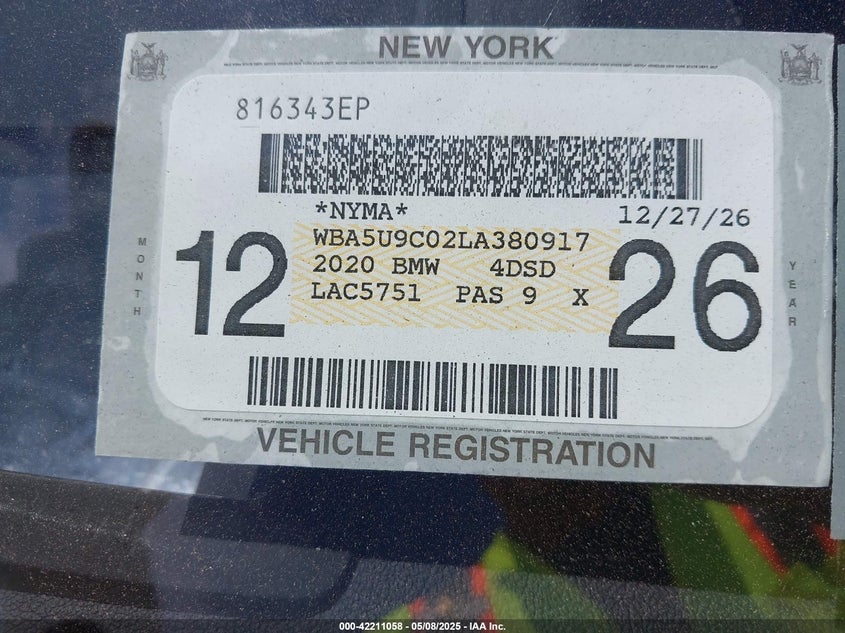 NEW YORK
816343EP
*NYMA*
12/27/26
WBA5U9C02LA380917
2020 BMW 4DSD
LAC5751 PAS 9 X
MONTH
12
26
YEAR
VEHICLE REGISTRATION
000-42211058 - 05/08/2025 - IAA Inc.